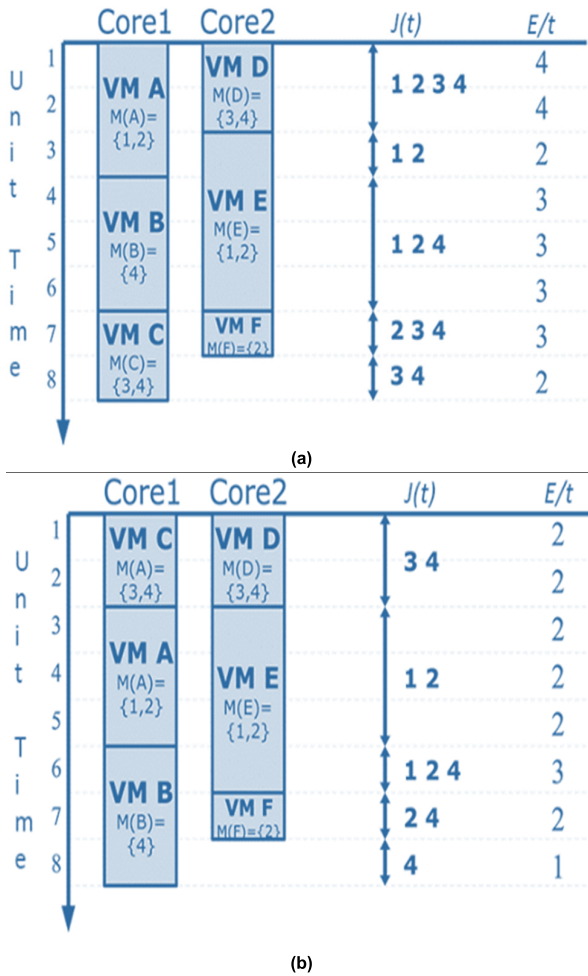 Core1 Core2 J(t) E/t
Unit Time
1
2
3
4
5
6
7
8
VM A
M(A)=
{1,2}
VM B
M(B)=
{4}
VM C
M(C)=
{3,4}
VM D
M(D)=
{3,4}
VM E
M(E)=
{1,2}
VM F
M(F)={2}
1 2 3 4
1 2
1 2 4
2 3 4
3 4
4
4
2
3
3
3
3
2
(a)
Core1 Core2 J(t) E/t
Unit Time
1
2
3
4
5
6
7
8
VM C
M(A)=
{3,4}
VM A
M(A)=
{1,2}
VM B
M(B)=
{4}
VM D
M(D)=
{3,4}
VM E
M(E)=
{1,2}
VM F
M(F)={2}
3 4
1 2
1 2 4
2 4
4
2
2
2
2
2
3
2
1
(b)